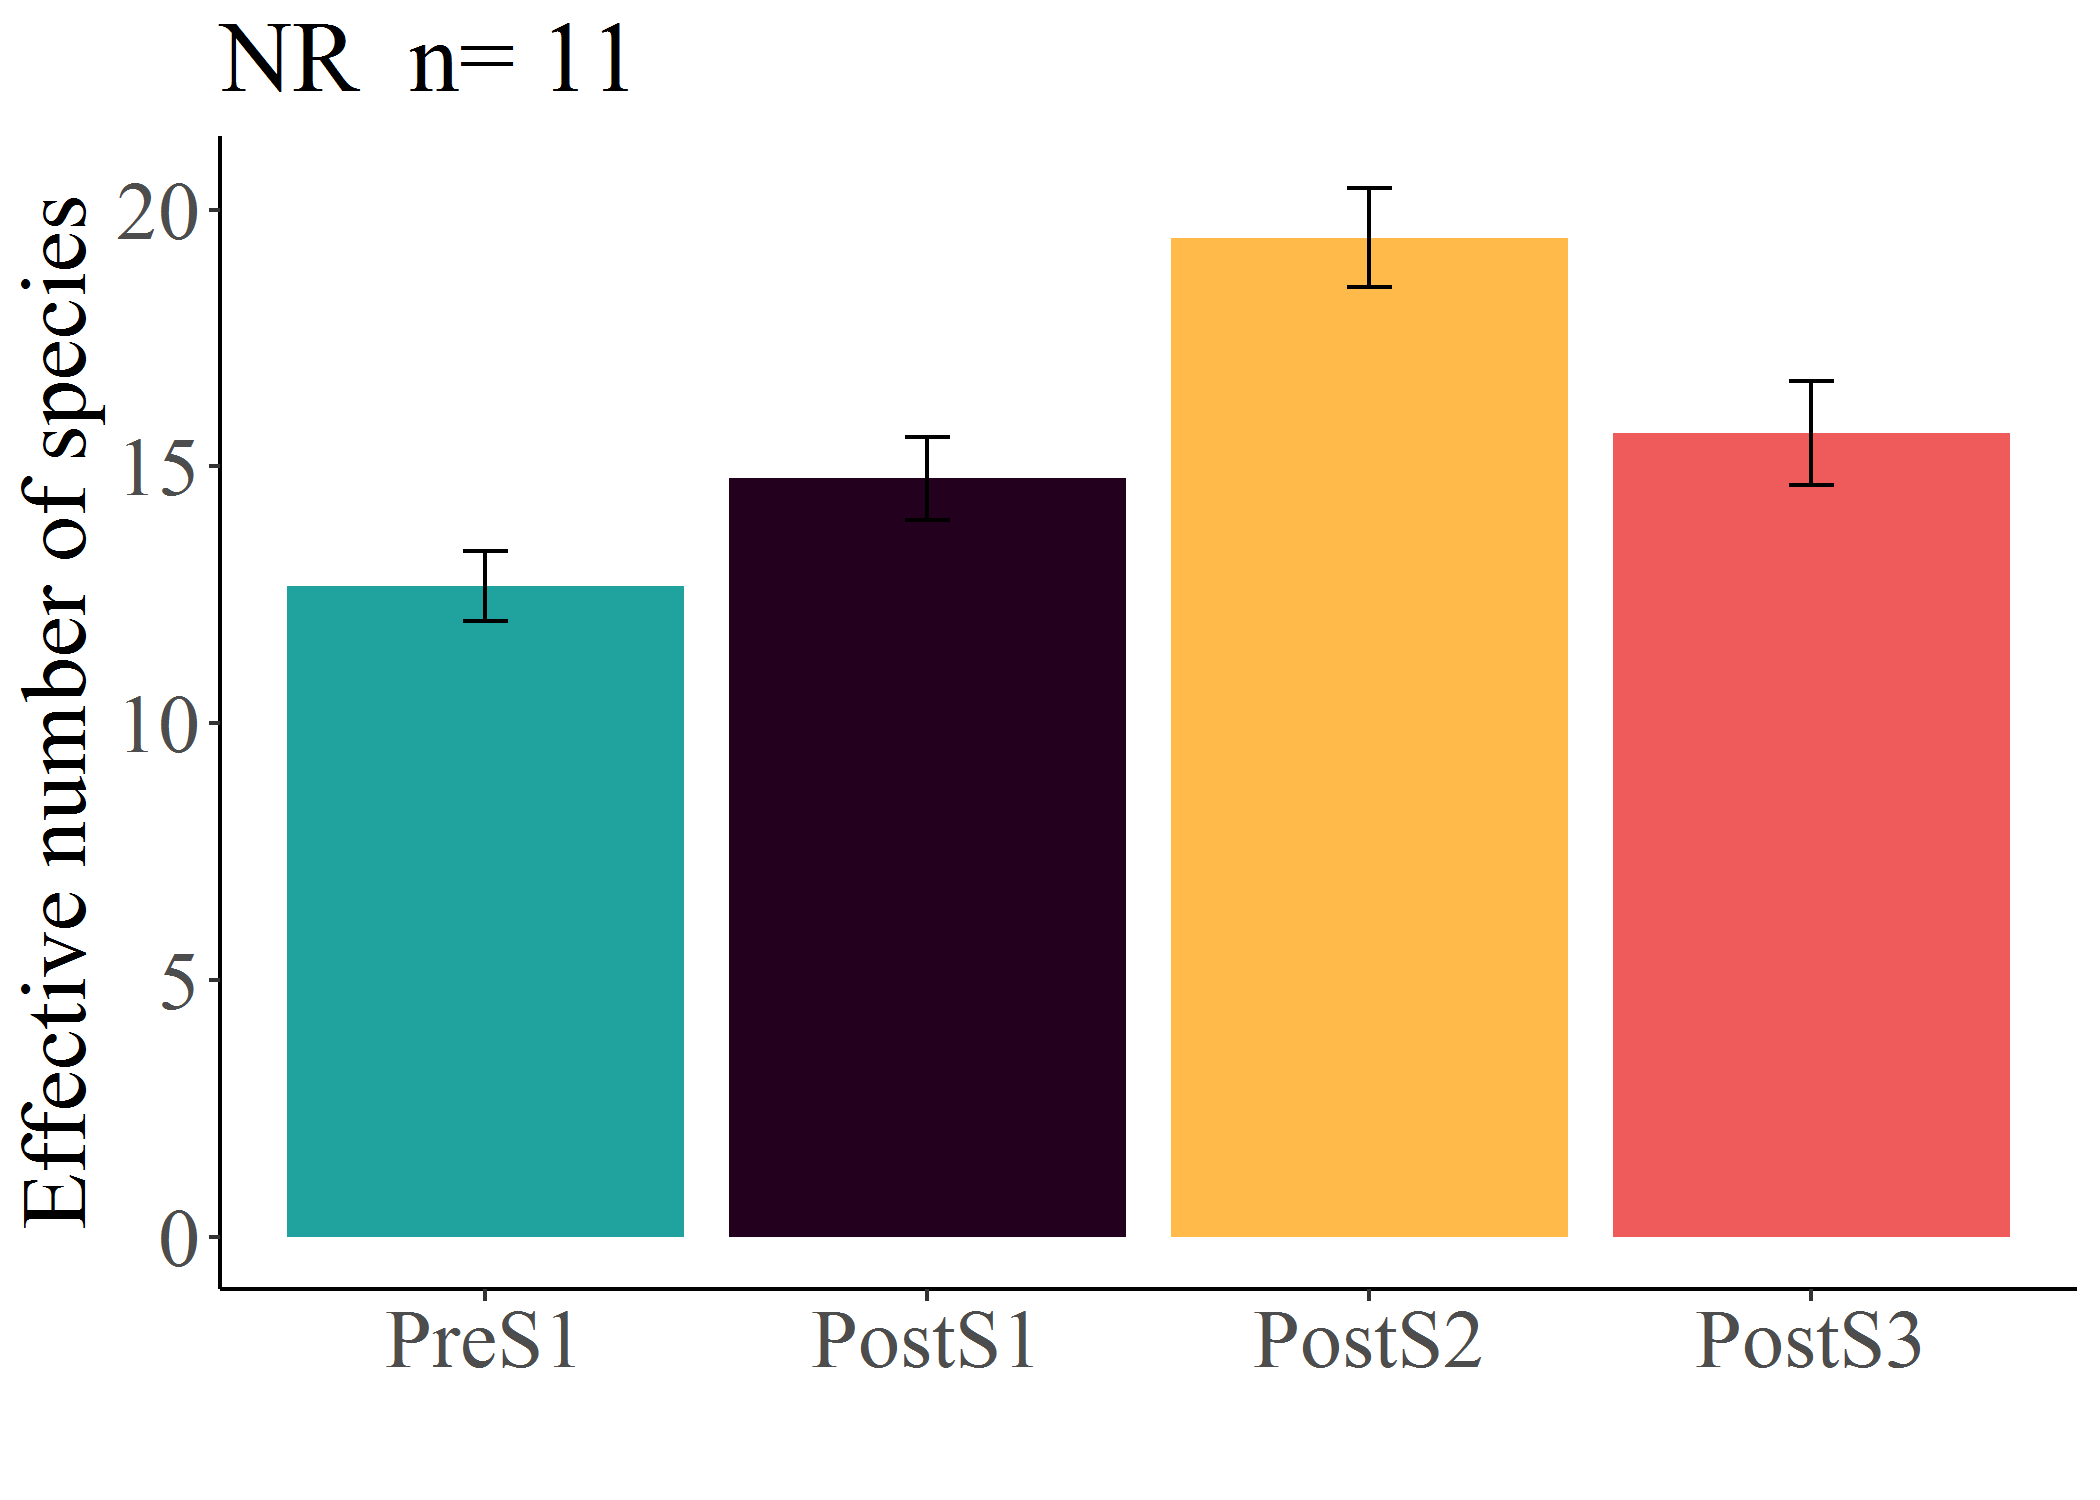 NR  n= 11
Effective number of species
20
15
10
5
0
PreS1 PostS1 PostS2 PostS3